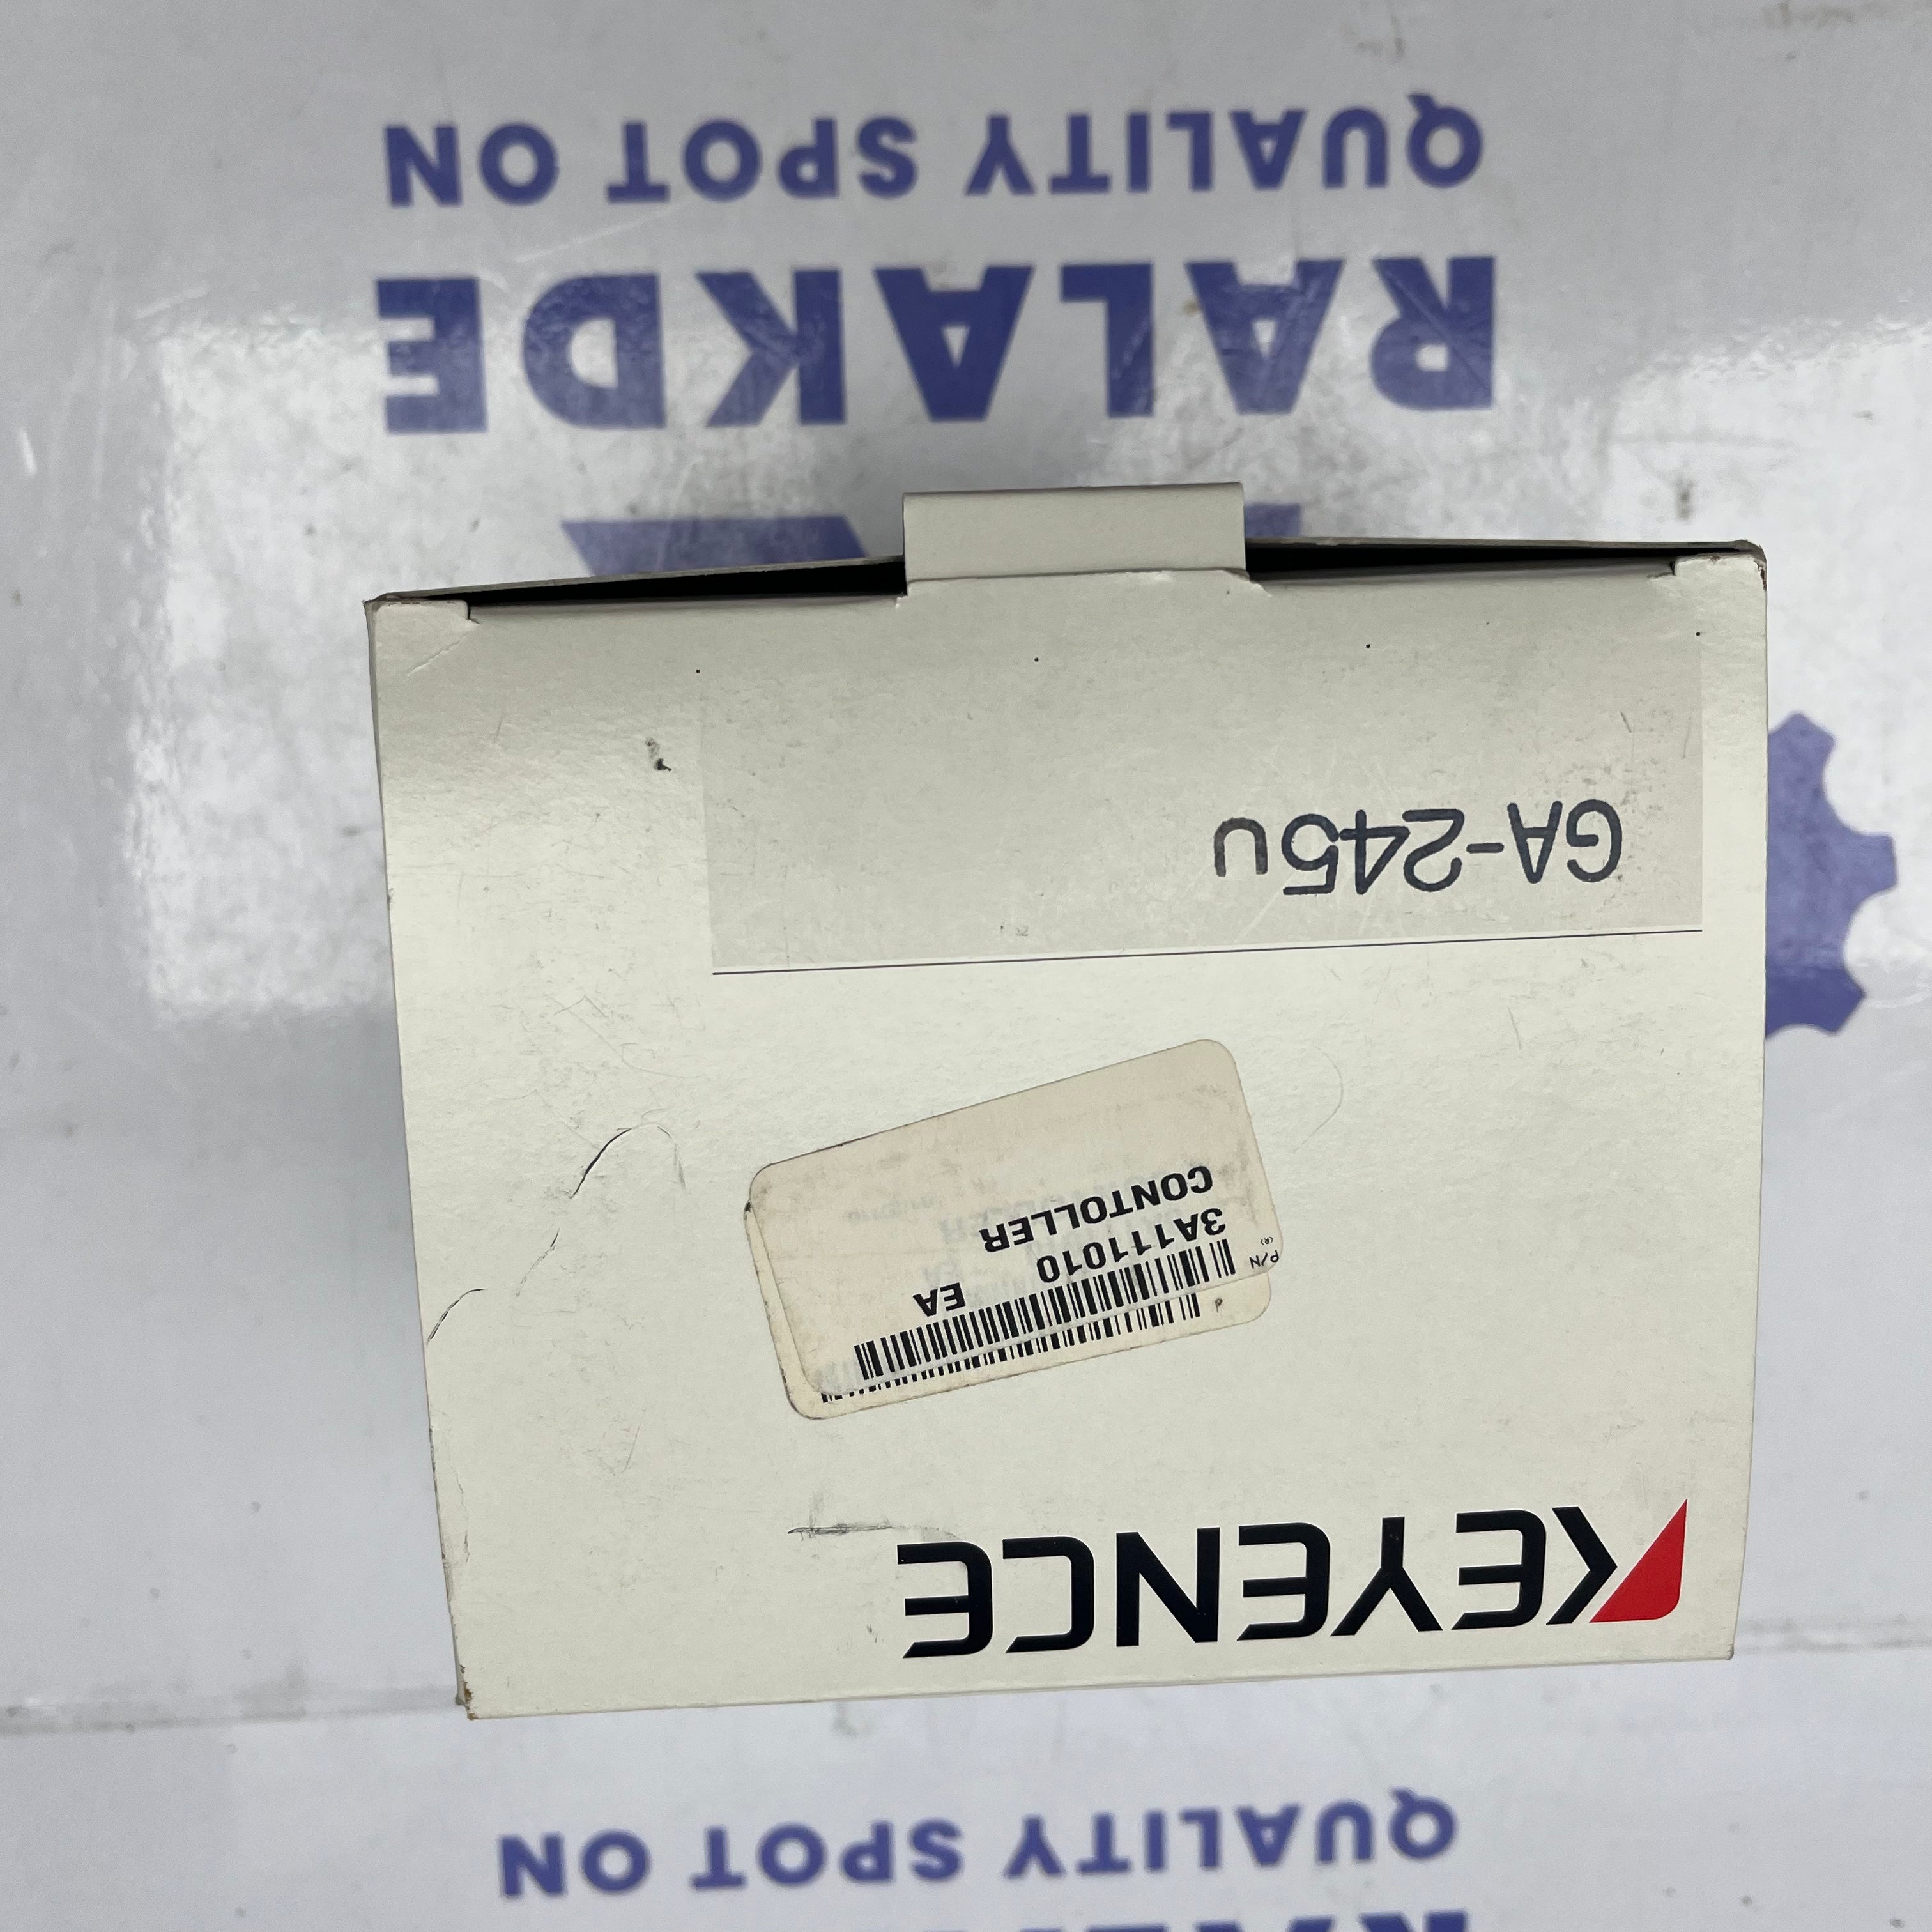 QUALITY SPOT ON
KEYENCE
P
P/N
(R)
3A111010
EA
CONTOLLER
GA-245U
RALAKDE
QUALITY SPOT ON